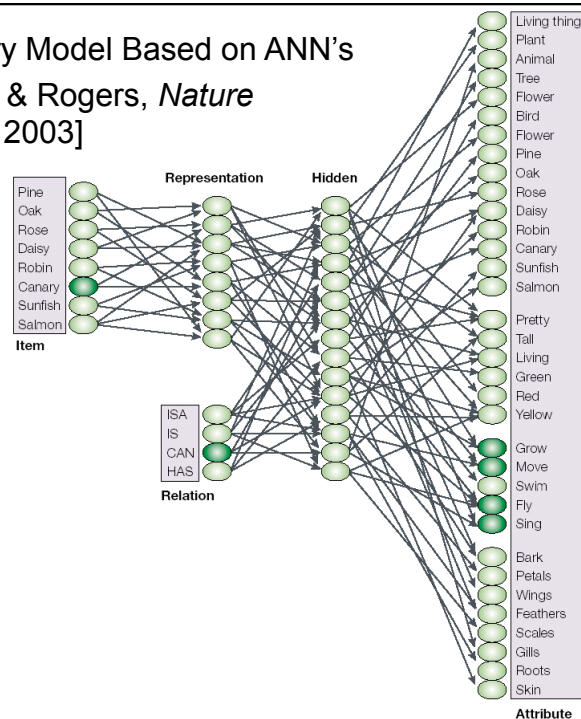 ry Model Based on ANN's
& Rogers, Nature
2003]
Representation
Hidden
Pine
Oak
Rose
Daisy
Robin
Canary
Sunfish
Salmon
Item
ISA
IS
CAN
HAS
Relation
Living thing
Plant
Animal
Tree
Flower
Bird
Flower
Pine
Oak
Rose
Daisy
Robin
Canary
Sunfish
Salmon
Pretty
Tall
Living
Green
Red
Yellow
Grow
Move
Swim
Fly
Sing
Bark
Petals
Wings
Feathers
Scales
Gills
Roots
Skin
Attribute